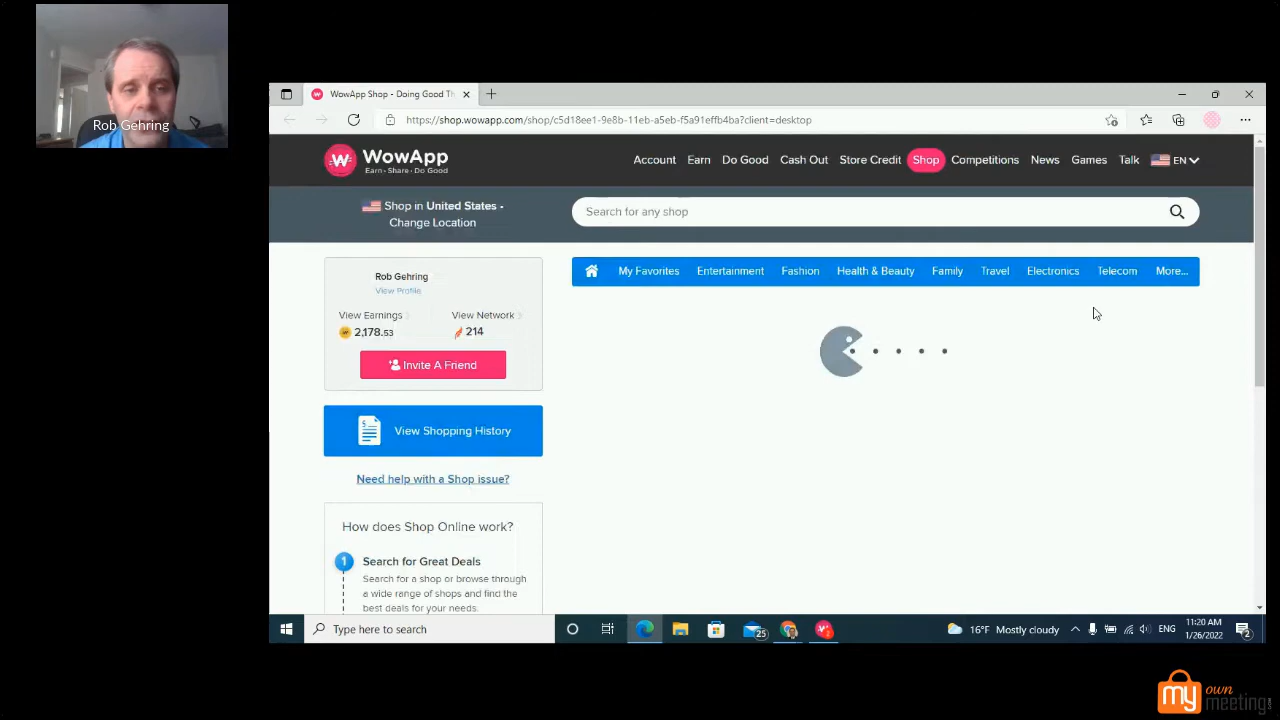 Rob Gehring
WowApp Shop - Doing Good Th
https://shop.wowapp.com/shop/c5d18ee1-9e8b-11eb-a5eb-f5a91effb4ba?client=desktop
W WowApp
Earn · Share · Do Good
Account Earn Do Good Cash Out Store Credit Shop Competitions News Games Talk EN
Shop in United States -
Change Location
Search for any shop
My Favorites Entertainment Fashion Health & Beauty Family Travel Electronics Telecom More...
Rob Gehring
View Profile
View Earnings View Network
2,178.53 214
Invite A Friend
View Shopping History
Need help with a Shop issue?
How does Shop Online work?
1 Search for Great Deals
Search for a shop or browse through
a wide range of shops and find the
best deals for your needs.
Type here to search
25
16°F Mostly cloudy
ENG
11:20 AM
1/26/2022
2
my own
meeting.com